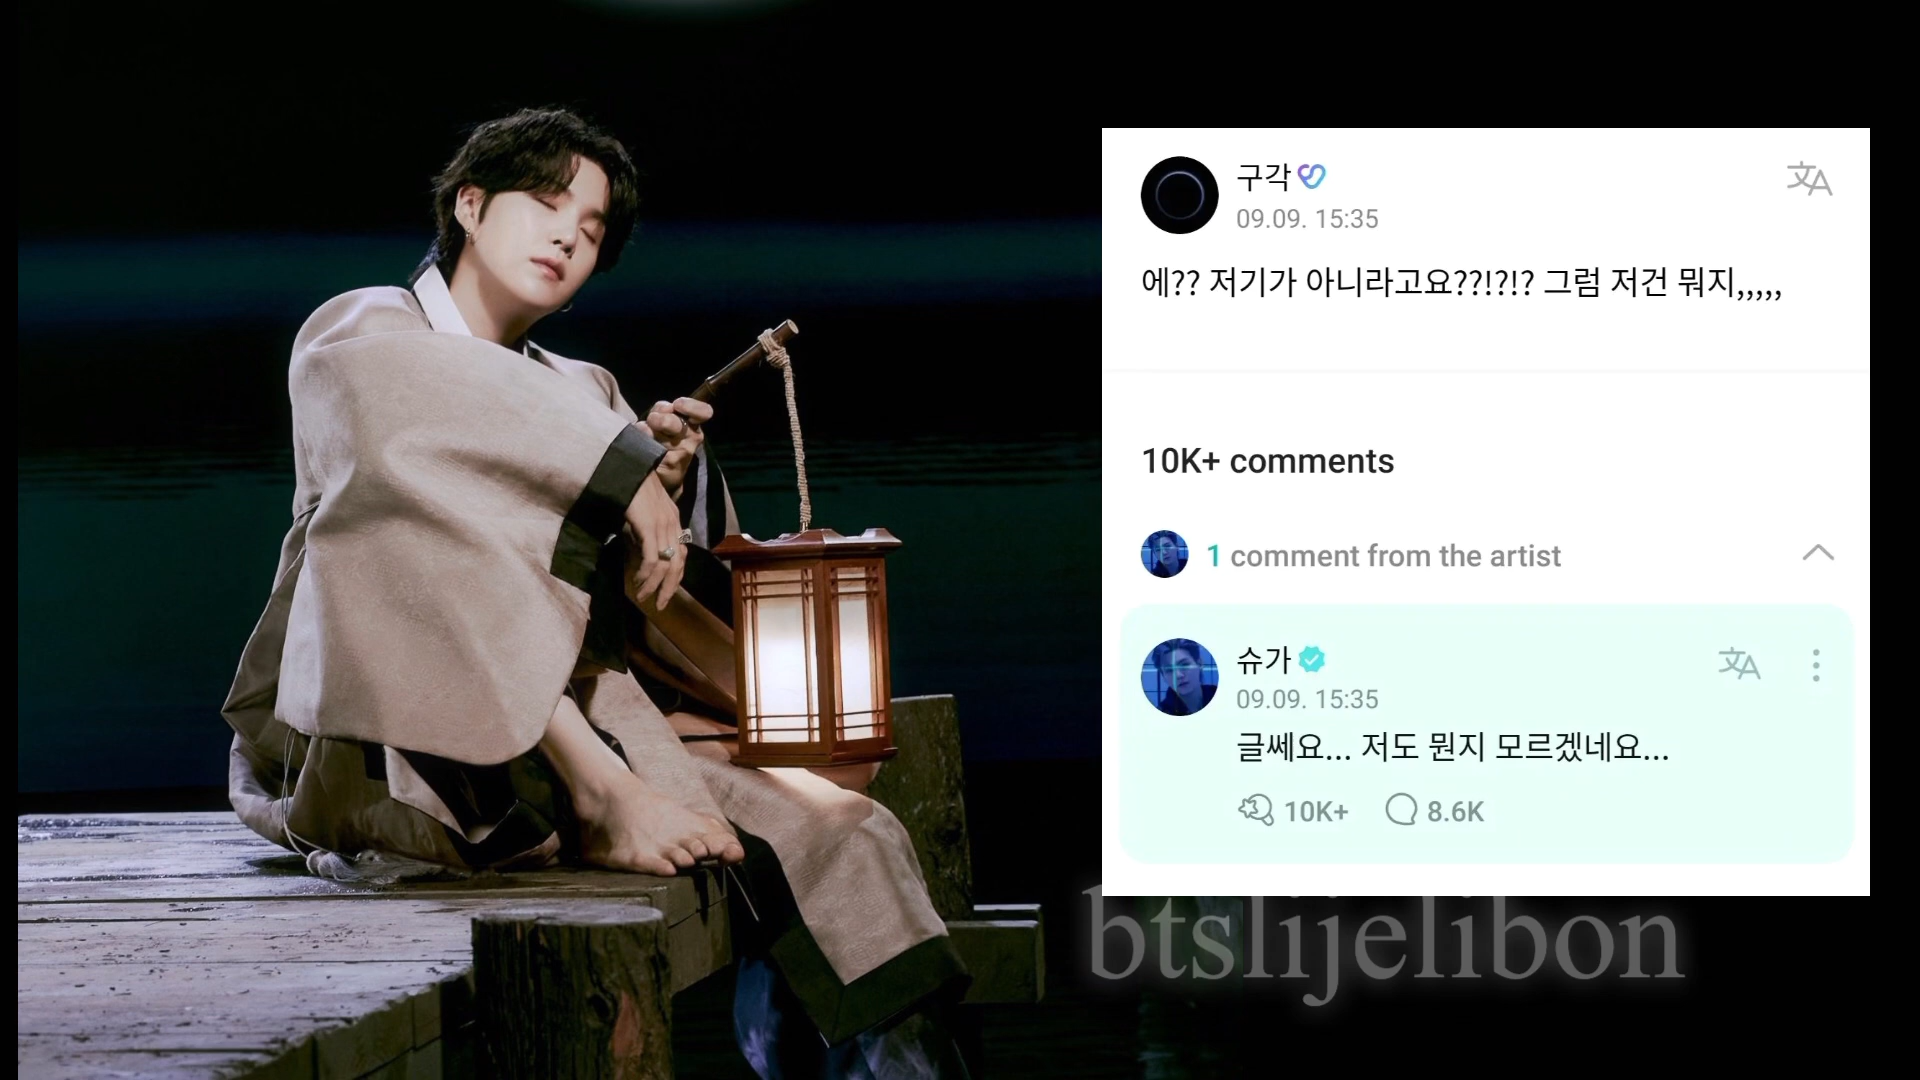 구각
09.09. 15:35
에?? 저기가 아니라고요??!?!? 그럼 저건 뭐지,,,,,
10K+ comments
1 comment from the artist
슈가
09.09. 15:35
글쎄요... 저도 뭔지 모르겠네요...
10K+ 8.6K
btslijelibon